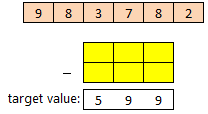 9 8 3 7 8 2
–
target value: 5 9 9